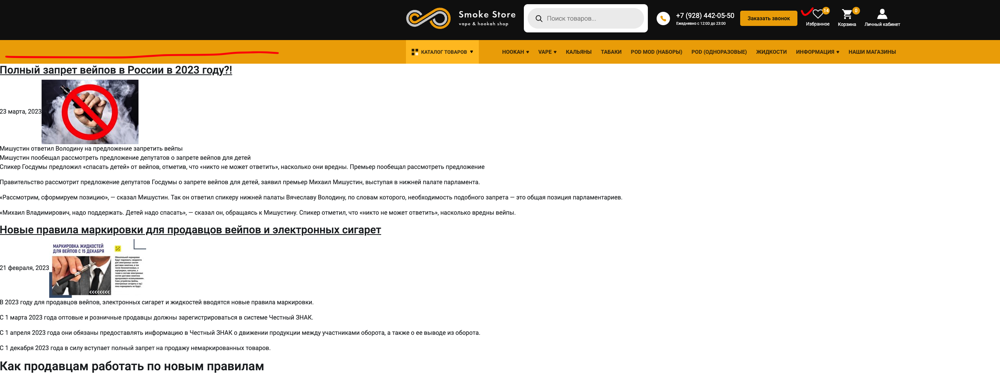 Smoke Store
vape & hookah shop
Поиск товаров...
+7 (928) 442-05-50
Ежедневно с 12:00 до 23:00
Заказать звонок
14
Избранное
0
Корзина
Личный кабинет
КАТАЛОГ ТОВАРОВ
HOOKAH
VAPE
КАЛЬЯНЫ
ТАБАКИ
POD MOD (НАБОРЫ)
POD (ОДНОРАЗОВЫЕ)
ЖИДКОСТИ
ИНФОРМАЦИЯ
НАШИ МАГАЗИНЫ
Полный запрет вейпов в России в 2023 году?!
23 марта, 2023
Мишустин ответил Володину на предложение запретить вейпы
Мишустин пообещал рассмотреть предложение депутатов о запрете вейпов для детей
Спикер Госдумы предложил «спасать детей» от вейпов, отметив, что «никто не может ответить», насколько они вредны. Премьер пообещал рассмотреть предложение
Правительство рассмотрит предложение депутатов Госдумы о запрете вейпов для детей, заявил премьер Михаил Мишустин, выступая в нижней палате парламента.
«Рассмотрим, сформируем позицию», — сказал Мишустин. Так он ответил спикеру нижней палаты Вячеславу Володину, по словам которого, необходимость подобного запрета — это общая позиция парламентариев.
«Михаил Владимирович, надо поддержать. Детей надо спасать», — сказал он, обращаясь к Мишустину. Спикер отметил, что «никто не может ответить», насколько вредны вейпы.
Новые правила маркировки для продавцов вейпов и электронных сигарет
21 февраля, 2023
МАРКИРОВКА ЖИДКОСТЕЙ
ДЛЯ ВЕЙПОВ С 15 ДЕКАБРЯ
Обязательной маркировке
будут подлежать «жидкости
для электронных систем
доставки никотина, в том
числе безникотиновых, в
картриджах, капсулах, а
также в составе электронных
систем доставки никотина
одноразового использования».
Сами устройства (вейпы,
электронные сигареты и пр.)
пока маркировать не будут.
В 2023 году для продавцов вейпов, электронных сигарет и жидкостей вводятся новые правила маркировки.
С 1 марта 2023 года оптовые и розничные продавцы должны зарегистрироваться в системе Честный ЗНАК.
С 1 апреля 2023 года они обязаны предоставлять информацию в Честный ЗНАК о движении продукции между участниками оборота, а также о ее выводе из оборота.
С 1 декабря 2023 года в силу вступает полный запрет на продажу немаркированных товаров.
Как продавцам работать по новым правилам